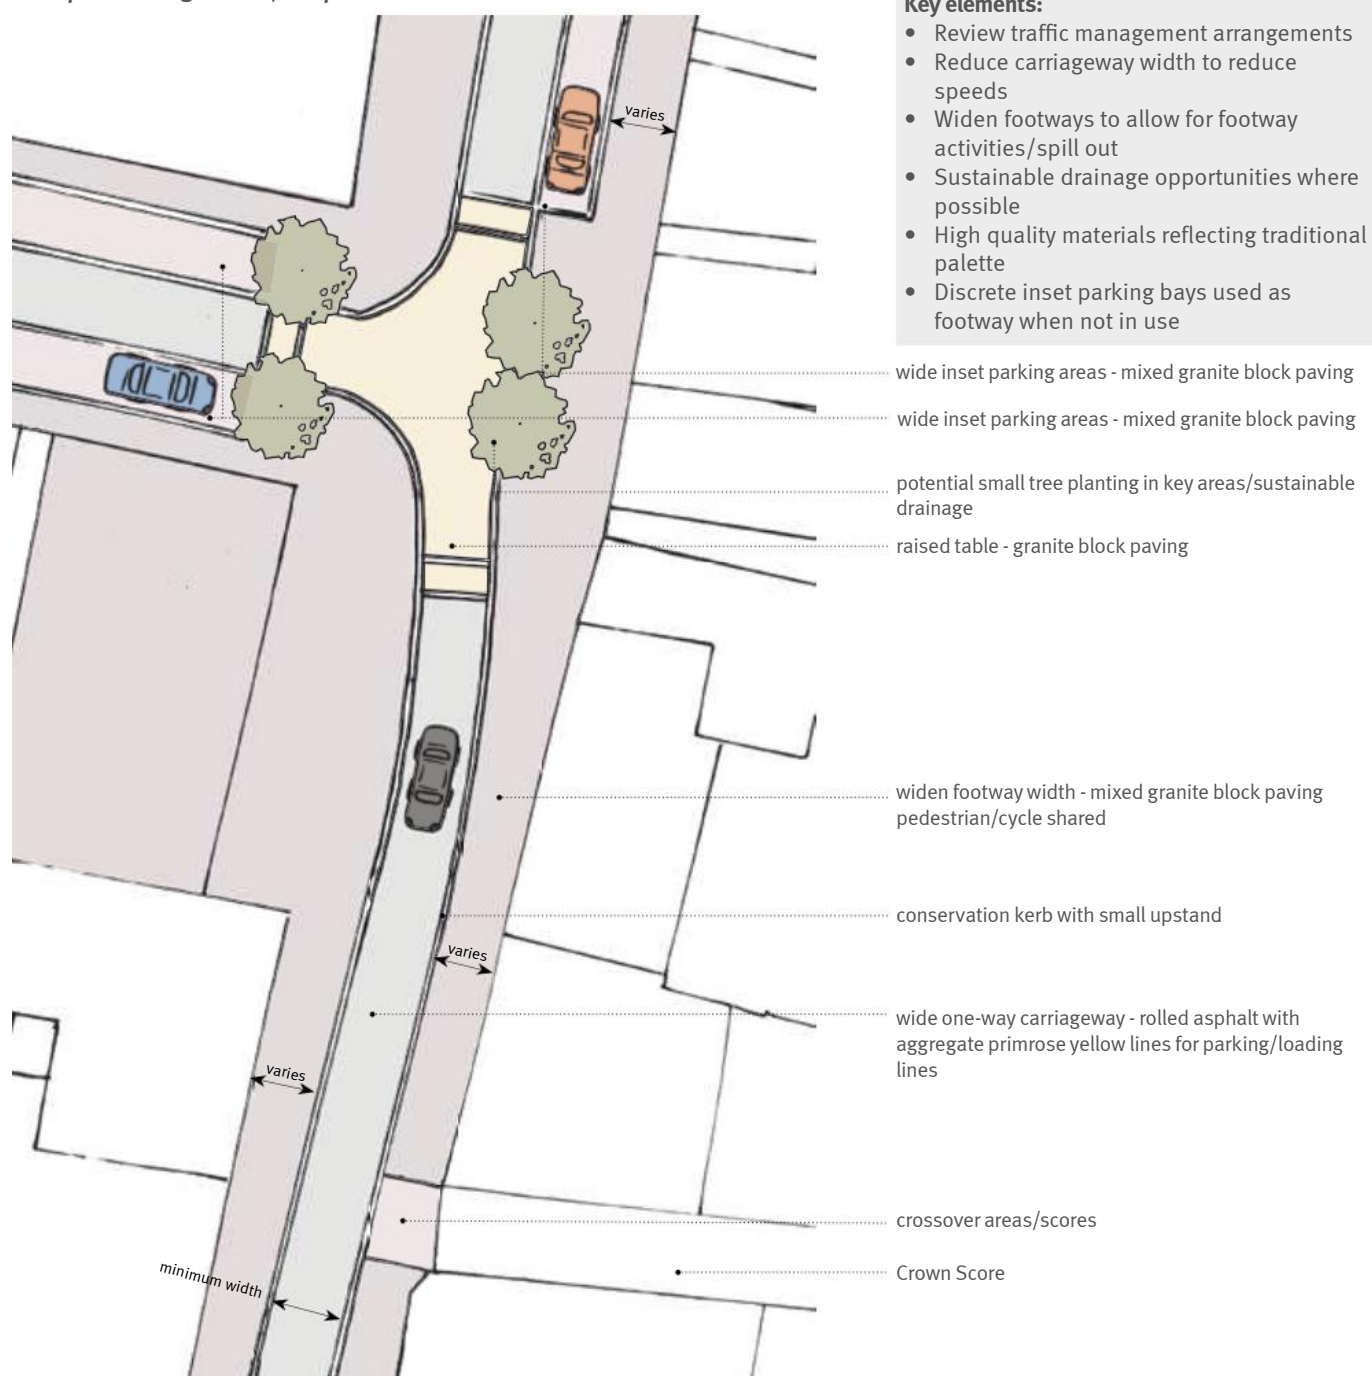 Key elements:
• Review traffic management arrangements
• Reduce carriageway width to reduce
speeds
• Widen footways to allow for footway
activities/spill out
• Sustainable drainage opportunities where
possible
• High quality materials reflecting traditional
palette
• Discrete inset parking bays used as
footway when not in use
varies
wide inset parking areas - mixed granite block paving
wide inset parking areas - mixed granite block paving
potential small tree planting in key areas/sustainable
drainage
raised table - granite block paving
widen footway width - mixed granite block paving
pedestrian/cycle shared
conservation kerb with small upstand
varies
wide one-way carriageway - rolled asphalt with
aggregate primrose yellow lines for parking/loading
lines
varies
crossover areas/scores
Crown Score
minimum width